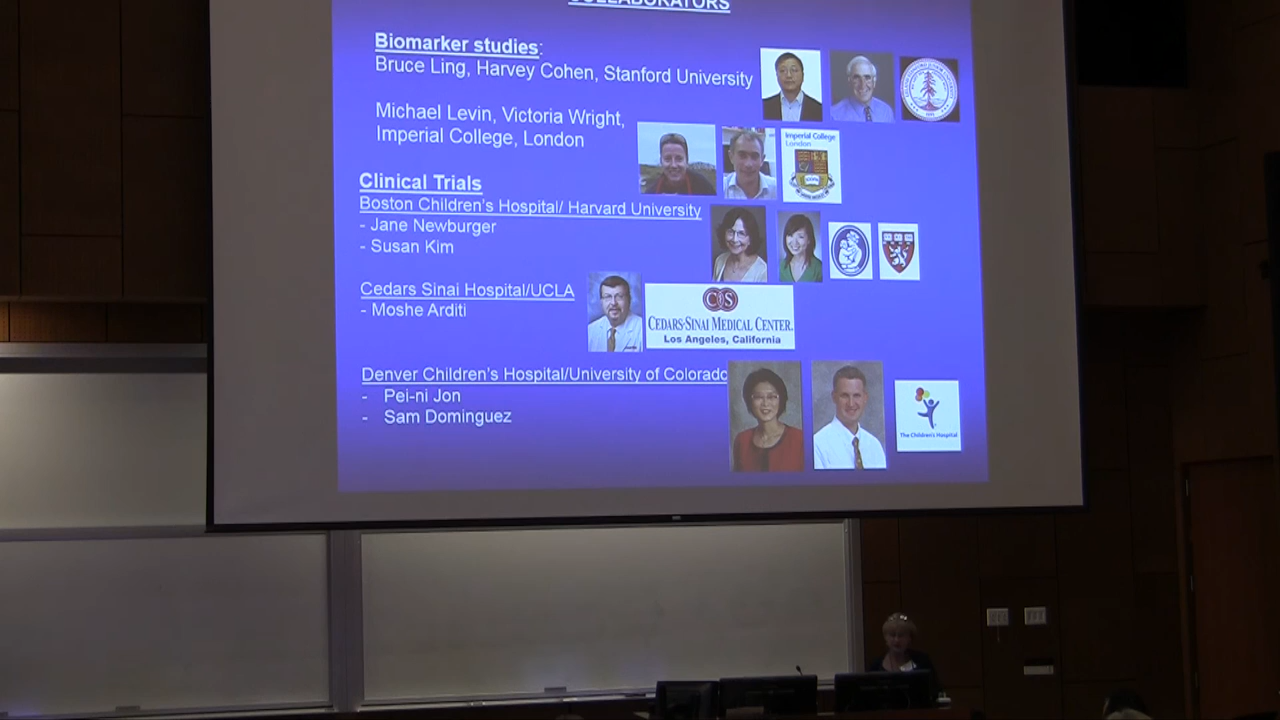 COLLABORATORS
Biomarker studies:
Bruce Ling, Harvey Cohen, Stanford University
Michael Levin, Victoria Wright,
Imperial College, London
Imperial College
London
Clinical Trials
Boston Children's Hospital/ Harvard University
- Jane Newburger
- Susan Kim
Cedars Sinai Hospital/UCLA
- Moshe Arditi
CEDARS-SINAI MEDICAL CENTER.
Los Angeles, California
Denver Children's Hospital/University of Colorado
- Pei-ni Jon
- Sam Dominguez
The Children's Hospital